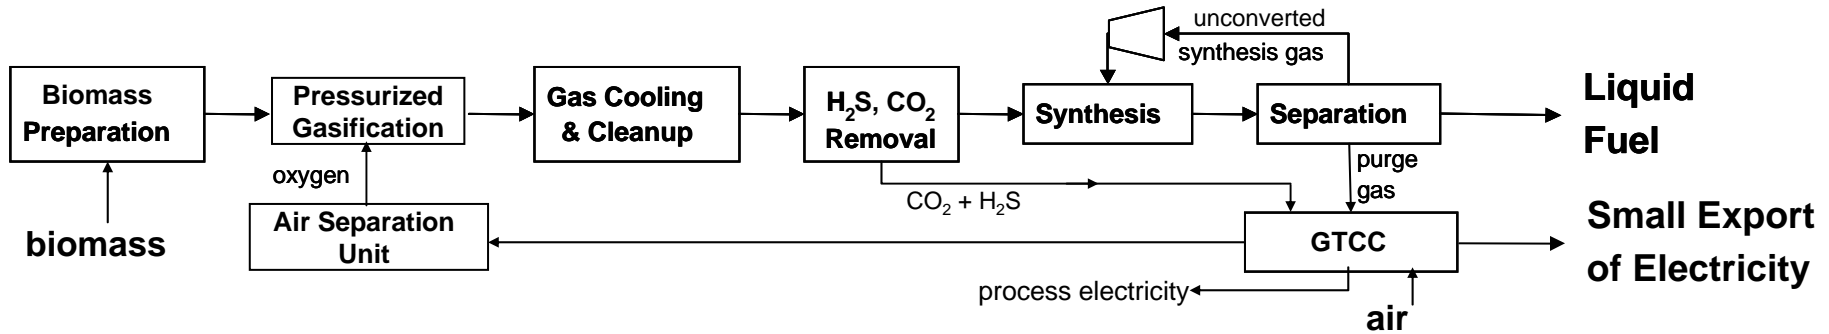 unconverted
synthesis gas
Biomass
Preparation
Pressurized
Gasification
Gas Cooling
& Cleanup
H₂S, CO₂
Removal
Synthesis
Separation
Liquid
Fuel
oxygen
purge
gas
CO₂ + H₂S
biomass
Air Separation
Unit
GTCC
Small Export
of Electricity
process electricity
air